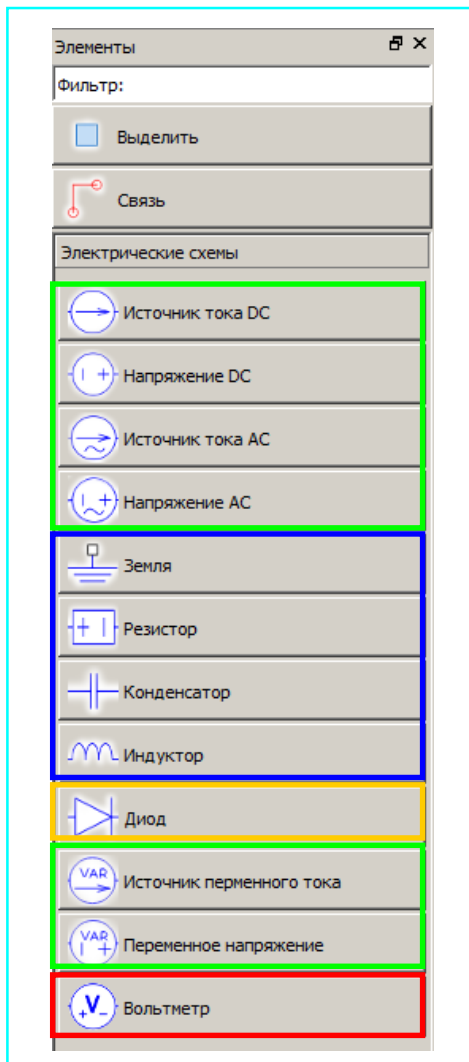 Элементы
Фильтр:
Выделить
Связь
Электрические схемы
Источник тока DC
Напряжение DC
Источник тока AC
Напряжение AC
Земля
Резистор
Конденсатор
Индуктор
Диод
VAR Источник перменного тока
VAR Переменное напряжение
V Вольтметр